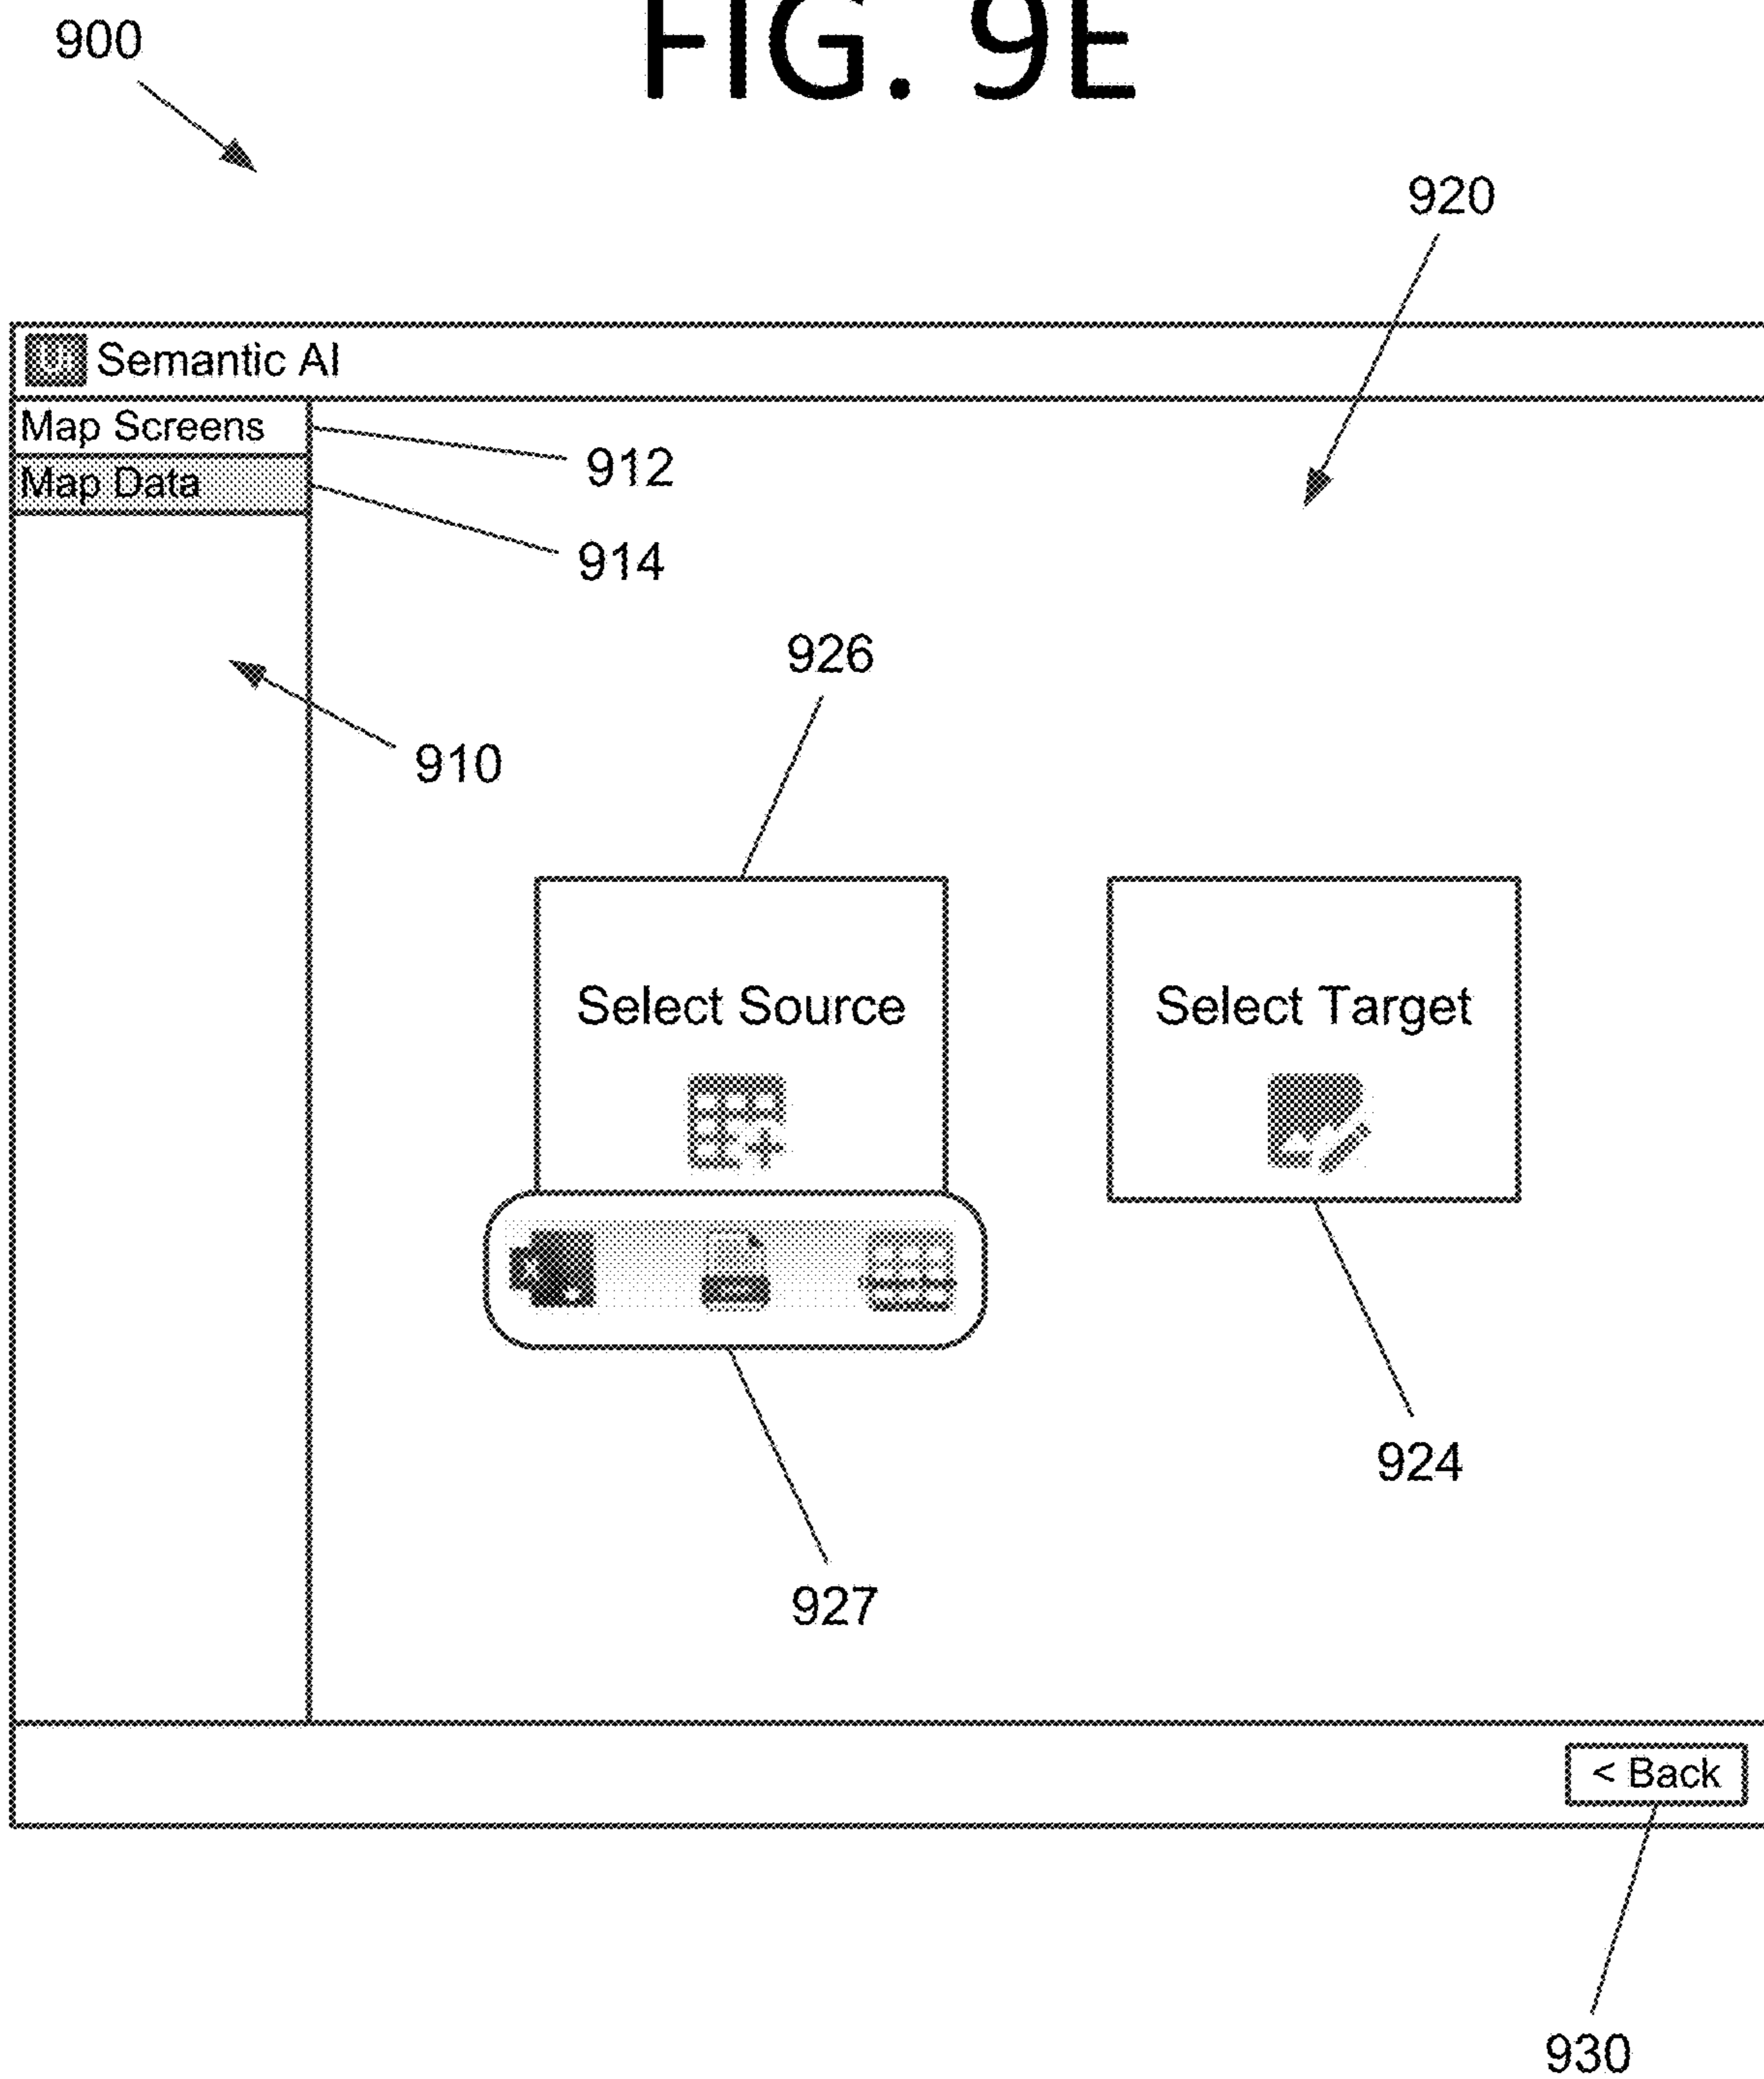 FIG. 9E
900
920
Ui Semantic AI
Map Screens
912
Map Data
914
926
910
Select Source
Select Target
924
927
< Back
930